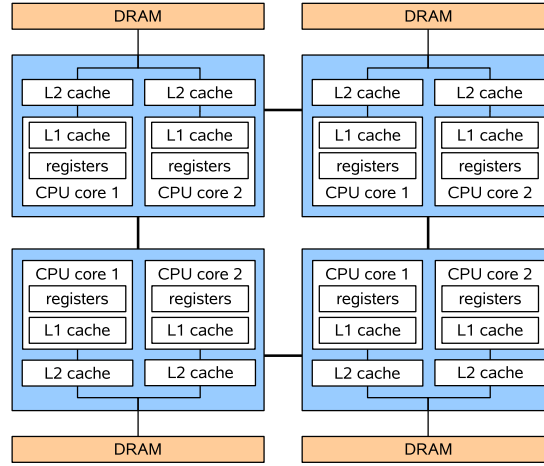 DRAM
DRAM
L2 cache L2 cache
L1 cache L1 cache
registers registers
CPU core 1 CPU core 2
L2 cache L2 cache
L1 cache L1 cache
registers registers
CPU core 1 CPU core 2
CPU core 1 CPU core 2
registers registers
L1 cache L1 cache
L2 cache L2 cache
CPU core 1 CPU core 2
registers registers
L1 cache L1 cache
L2 cache L2 cache
DRAM
DRAM